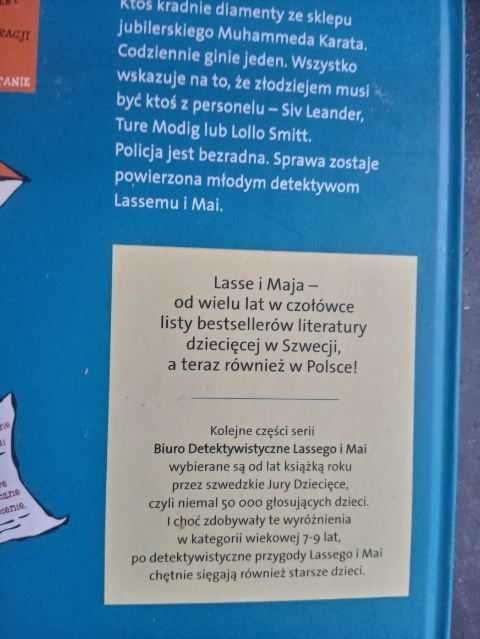 RACJI
TANIE
Ktoś kradnie diamenty ze sklepu
jubilerskiego Muhammeda Karata.
Codziennie ginie jeden. Wszystko
wskazuje na to, że złodziejem musi
być ktoś z personelu – Siv Leander,
Ture Modig lub Lollo Smitt.
Policja jest bezradna. Sprawa zostaje
powierzona młodym detektywom
Lassemu i Mai.
Lasse i Maja –
od wielu lat w czołówce
listy bestsellerów literatury
dziecięcej w Szwecji,
a teraz również w Polsce!
Kolejne części serii
Biuro Detektywistyczne Lassego i Mai
wybierane są od lat książką roku
przez szwedzkie Jury Dziecięce,
czyli niemal 50 000 głosujących dzieci.
I choć zdobywały te wyróżnienia
w kategorii wiekowej 7-9 lat,
po detektywistyczne przygody Lassego i Mai
chętnie sięgają również starsze dzieci.